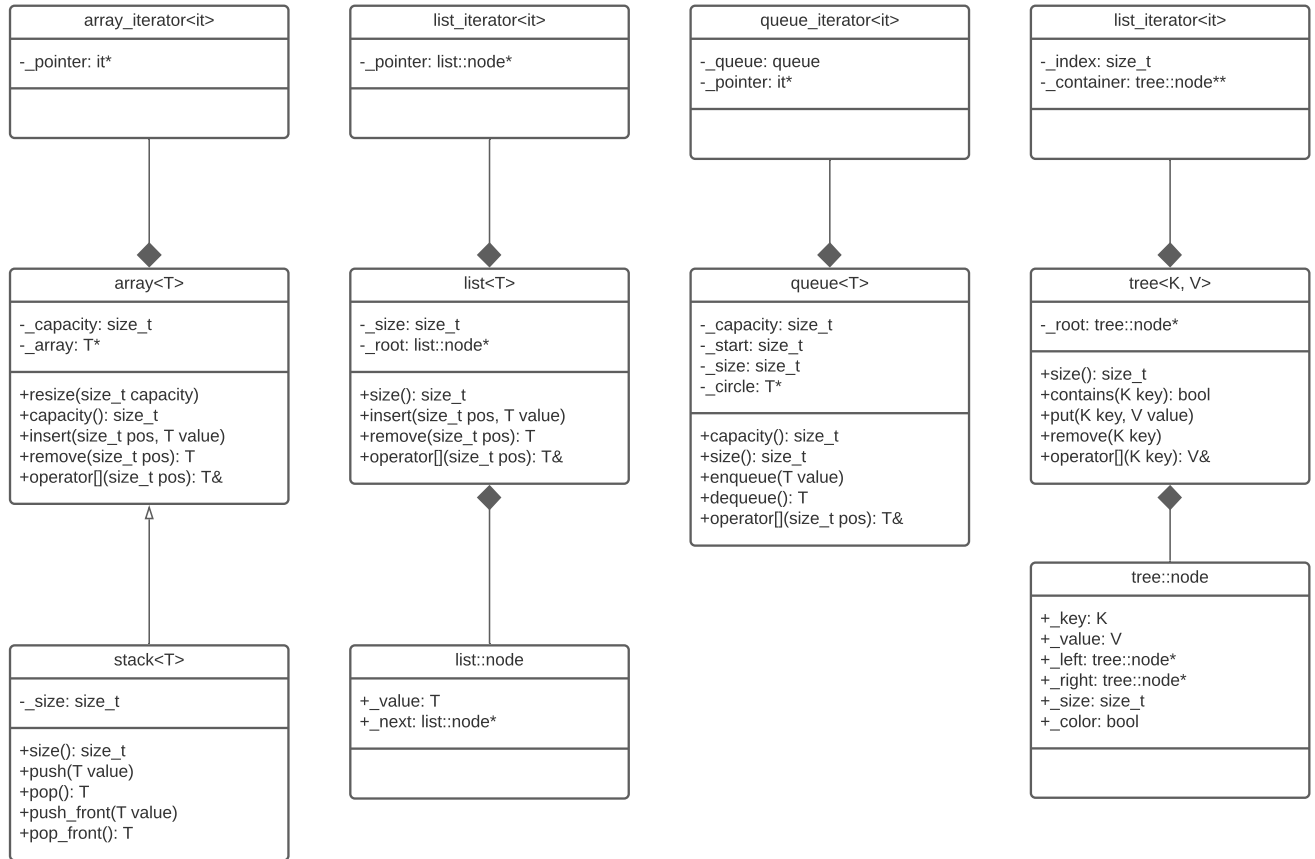 array_iterator<it>
-_pointer: it*
list_iterator<it>
-_pointer: list::node*
queue_iterator<it>
-_queue: queue
-_pointer: it*
list_iterator<it>
-_index: size_t
-_container: tree::node**
array<T>
-_capacity: size_t
-_array: T*
+resize(size_t capacity)
+capacity(): size_t
+insert(size_t pos, T value)
+remove(size_t pos): T
+operator[](size_t pos): T&
list<T>
-_size: size_t
-_root: list::node*
+size(): size_t
+insert(size_t pos, T value)
+remove(size_t pos): T
+operator[](size_t pos): T&
queue<T>
-_capacity: size_t
-_start: size_t
-_size: size_t
-_circle: T*
+capacity(): size_t
+size(): size_t
+enqueue(T value)
+dequeue(): T
+operator[](size_t pos): T&
tree<K, V>
-_root: tree::node*
+size(): size_t
+contains(K key): bool
+put(K key, V value)
+remove(K key)
+operator[](K key): V&
stack<T>
-_size: size_t
+size(): size_t
+push(T value)
+pop(): T
+push_front(T value)
+pop_front(): T
list::node
+_value: T
+_next: list::node*
tree::node
+_key: K
+_value: V
+_left: tree::node*
+_right: tree::node*
+_size: size_t
+_color: bool